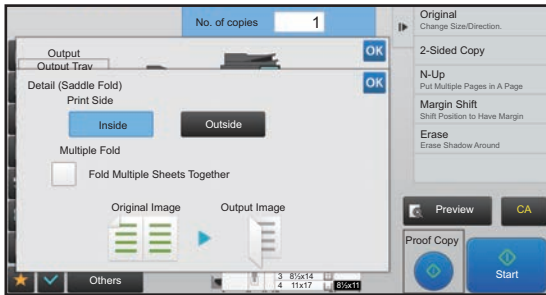 No. of copies 1
Output
Output Tray
OK
Detail (Saddle Fold)
OK
Print Side
Inside
Outside
Multiple Fold
Fold Multiple Sheets Together
Original Image
Output Image
Others
3 8½x14
4 11x17
8½x11
Original
Change Size/Direction.
2-Sided Copy
N-Up
Put Multiple Pages in A Page
Margin Shift
Shift Position to Have Margin
Erase
Erase Shadow Around
Preview
CA
Proof Copy
Start